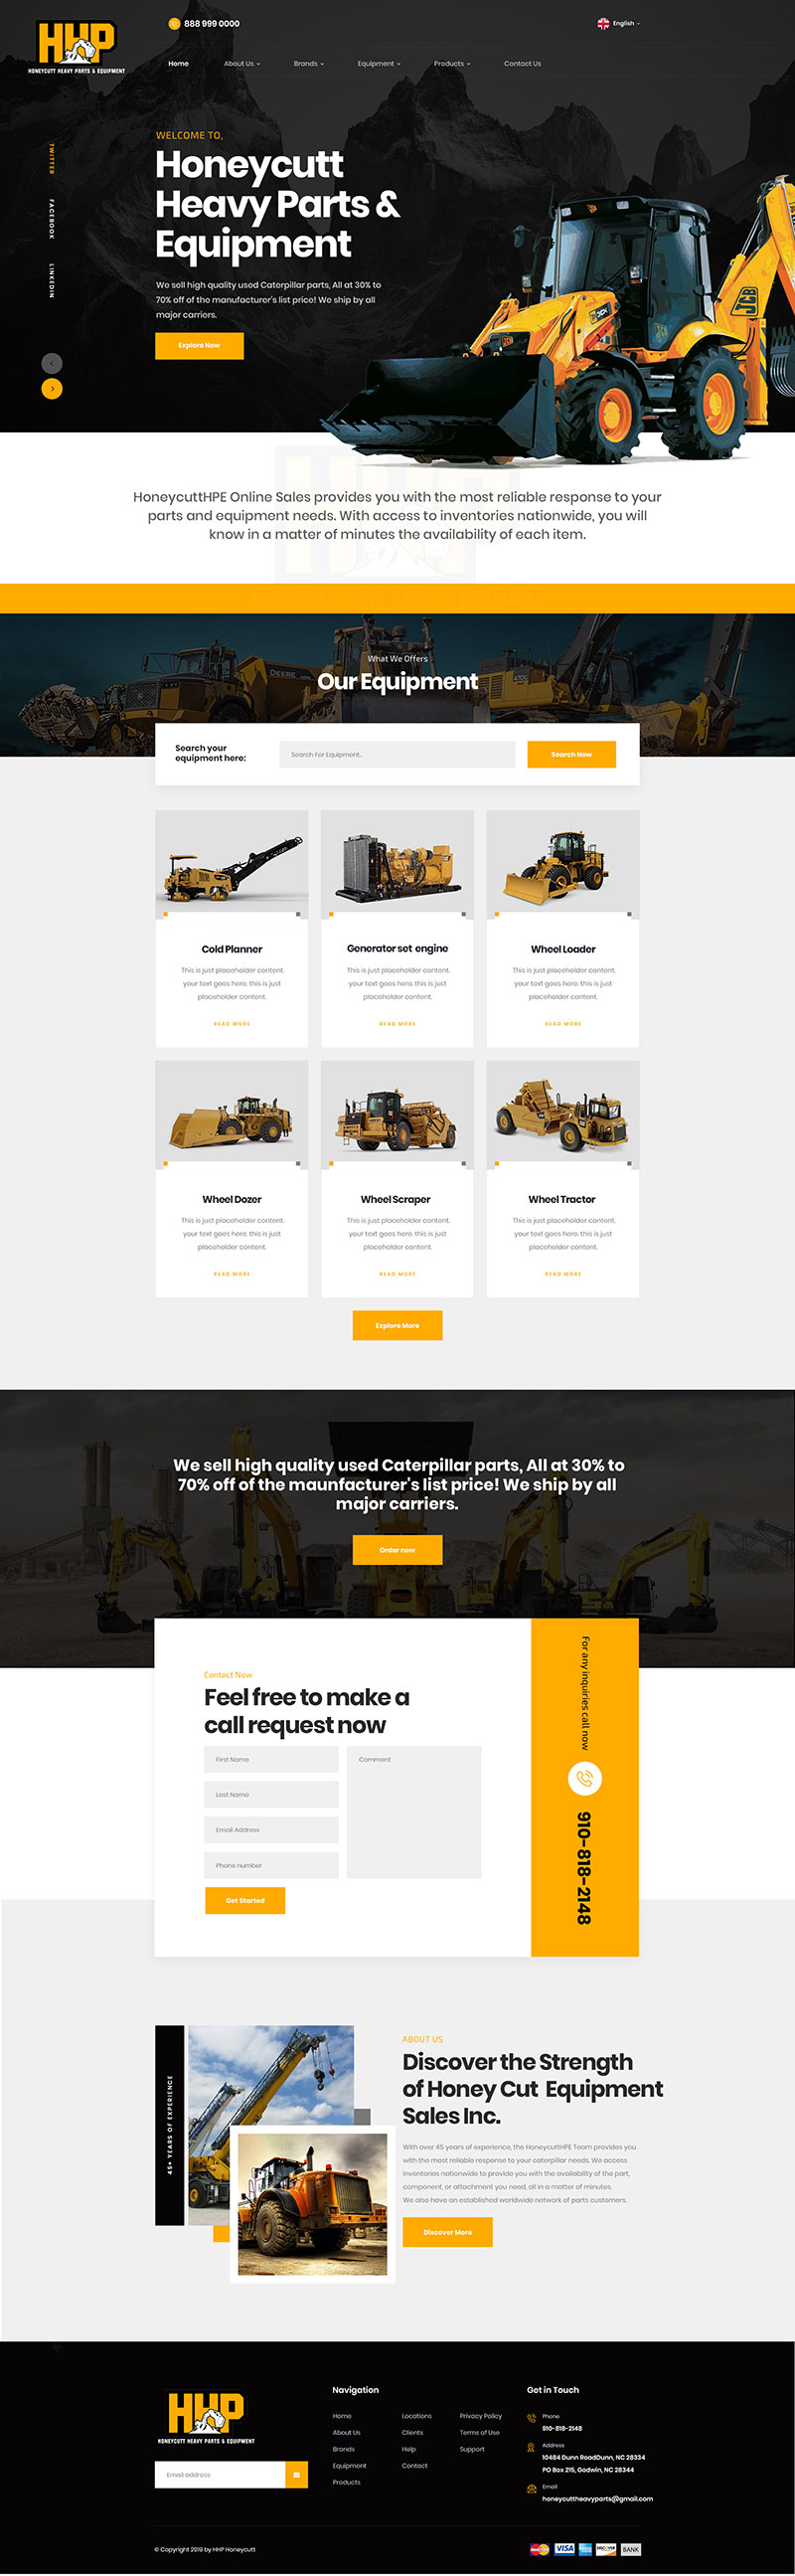 HHP
HONEYCUTT HEAVY PARTS & EQUIPMENT
888 999 0000
English
Home
About Us
Brands
Equipment
Products
Contact Us
TWITTER
FACEBOOK
LINKEDIN
WELCOME TO,
Honeycutt
Heavy Parts &
Equipment
We sell high quality used Caterpillar parts, All at 30% to
70% off of the manufacturer's list price! We ship by all
major carriers.
Explore Now
JCB
3CX
JCB
HoneycuttHPE Online Sales provides you with the most reliable response to your
parts and equipment needs. With access to inventories nationwide, you will
know in a matter of minutes the availability of each item.
What We Offers
Our Equipment
DEERE
Search your
equipment here:
Search For Equipment..
Search Now
Cold Planner
This is just placeholder content,
your text goes here, this is just
placeholder content.
READ MORE
Generator set engine
This is just placeholder content,
your text goes here, this is just
placeholder content.
READ MORE
Wheel Loader
This is just placeholder content,
your text goes here, this is just
placeholder content.
READ MORE
Wheel Dozer
This is just placeholder content,
your text goes here, this is just
placeholder content.
READ MORE
Wheel Scraper
This is just placeholder content,
your text goes here, this is just
placeholder content.
READ MORE
Wheel Tractor
This is just placeholder content,
your text goes here, this is just
placeholder content.
READ MORE
Explore More
We sell high quality used Caterpillar parts, All at 30% to
70% off of the maunfacturer's list price! We ship by all
major carriers.
Order now
Contact Now
Feel free to make a
call request now
First Name
Last Name
Email Address
Phone number
Comment
Get Started
For any inquiries call now
910-818-2148
45+ YEARS OF EXPERIENCE
ABOUT US
Discover the Strength
of Honey Cut Equipment
Sales Inc.
With over 45 years of experience, the HoneycuttHPE Team provides you
with the most reliable response to your caterpillar needs. We access
inventories nationwide to provide you with the availability of the part,
component, or attachment you need, all in a matter of minutes.
We also have an established worldwide network of parts customers.
Discover More
HHP
HONEYCUTT HEAVY PARTS & EQUIPMENT
Email address
Navigation
Home
About Us
Brands
Equipment
Products
Locations
Clients
Help
Contact
Privacy Policy
Terms of Use
Support
Get in Touch
Phone
910-818-2148
Address
10484 Dunn RoadDunn, NC 28334
PO Box 215, Godwin, NC 28344
Email
honeycuttheavyparts@gmail.com
© Copyright 2019 by HHP Honeycutt
VISA
DISCOVER
BANK